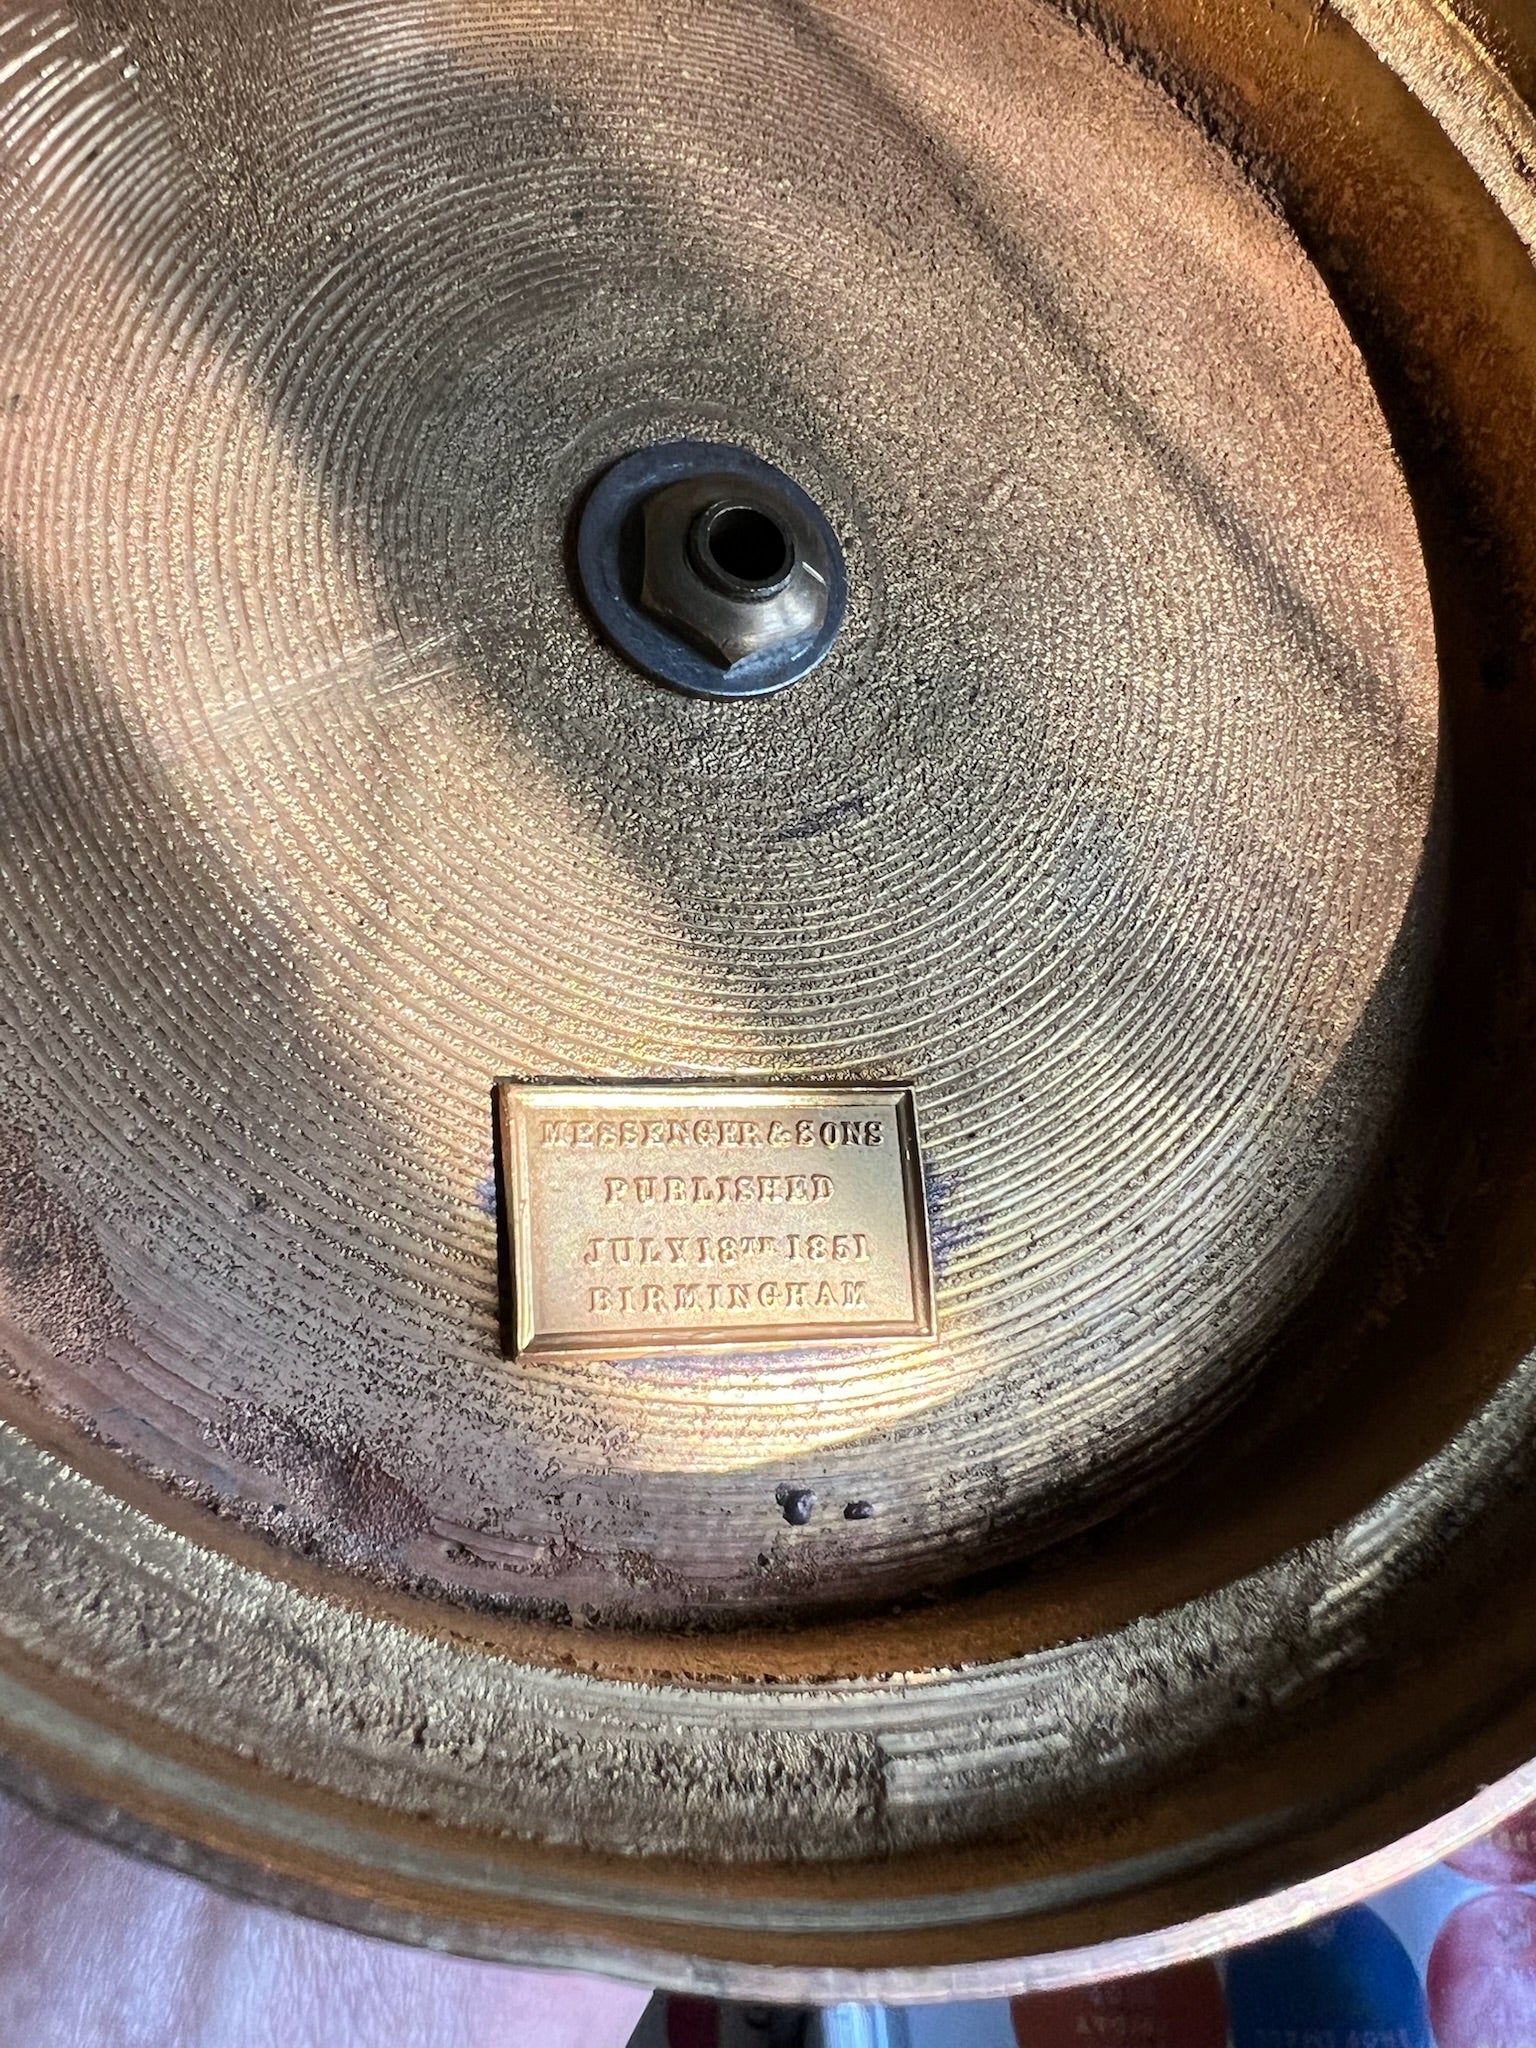 MESSENGER & SONS
PUBLISHED
JULY 18TH 1851
BIRMINGHAM